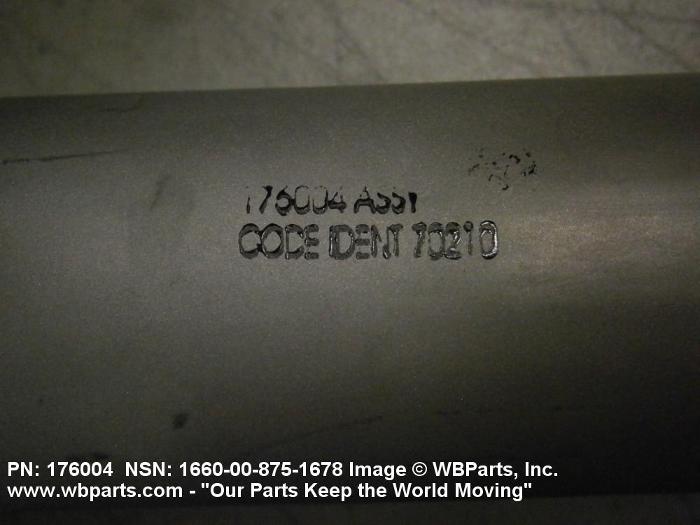 176004 ASSY
CODE IDENT 70210
PN: 176004 NSN: 1660-00-875-1678 Image © WBParts, Inc.
www.wbparts.com - "Our Parts Keep the World Moving"